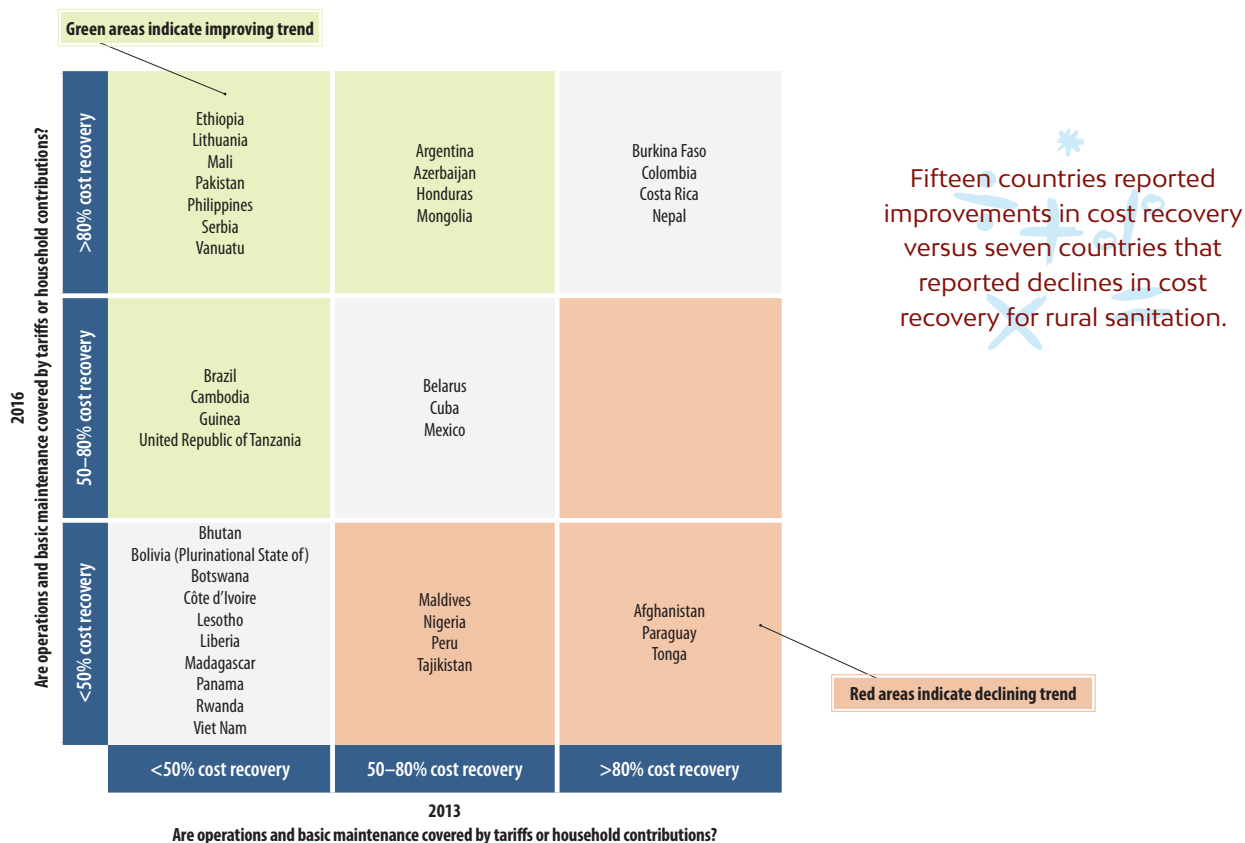 Green areas indicate improving trend
2016
Are operations and basic maintenance covered by tariffs or household contributions?
>80% cost recovery
Ethiopia
Lithuania
Mali
Pakistan
Philippines
Serbia
Vanuatu
Argentina
Azerbaijan
Honduras
Mongolia
Burkina Faso
Colombia
Costa Rica
Nepal
50–80% cost recovery
Brazil
Cambodia
Guinea
United Republic of Tanzania
Belarus
Cuba
Mexico
<50% cost recovery
Bhutan
Bolivia (Plurinational State of)
Botswana
Côte d'Ivoire
Lesotho
Liberia
Madagascar
Panama
Rwanda
Viet Nam
Maldives
Nigeria
Peru
Tajikistan
Afghanistan
Paraguay
Tonga
Red areas indicate declining trend
<50% cost recovery
50–80% cost recovery
>80% cost recovery
2013
Are operations and basic maintenance covered by tariffs or household contributions?
Fifteen countries reported
improvements in cost recovery
versus seven countries that
reported declines in cost
recovery for rural sanitation.